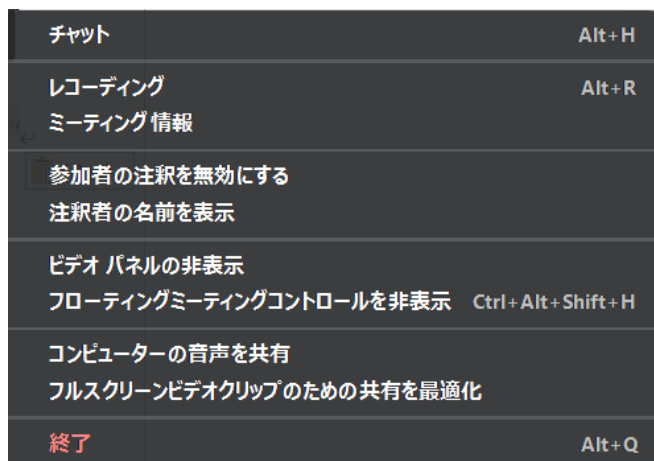 チャット Alt+H
レコーディング Alt+R
ミーティング情報
参加者の注釈を無効にする
注釈者の名前を表示
ビデオ パネルの非表示
フローティングミーティングコントロールを非表示 Ctrl+Alt+Shift+H
コンピューターの音声を共有
フルスクリーンビデオクリップのための共有を最適化
終了 Alt+Q